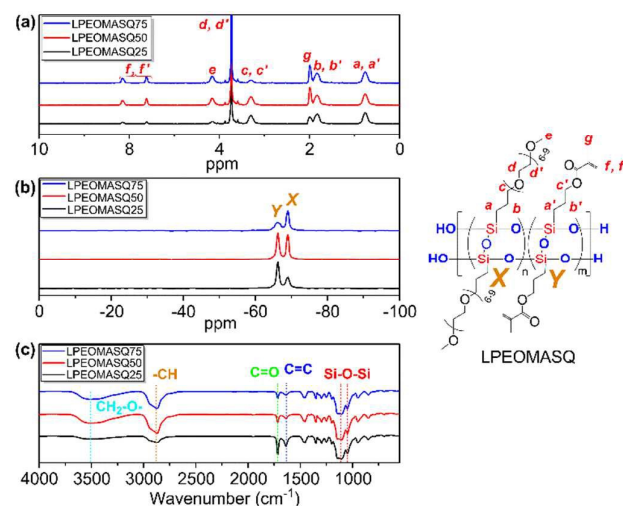 (a)
LPEOMASQ75
LPEOMASQ50
LPEOMASQ25
d, d'
f, f'
e
c, c'
g
b, b'
a, a'
10 8 6 4 2 0
ppm
(b)
LPEOMASQ75
LPEOMASQ50
LPEOMASQ25
Y
X
0 -20 -40 -60 -80 -100
ppm
(c)
LPEOMASQ75
LPEOMASQ50
LPEOMASQ25
-CH
C=O
C=C
Si-O-Si
CH2-O-
4000 3500 3000 2500 2000 1500 1000
Wavenumber (cm-1)
e
g
6-9
d
d'
O
O
f, f
c
O
c'
O
a
b
a'
b'
HO
Si
O
Si
O
H
O
O
HO
Si
O
Si
O
H
X
n
Y
m
6-9
O
O
O
O
LPEOMASQ